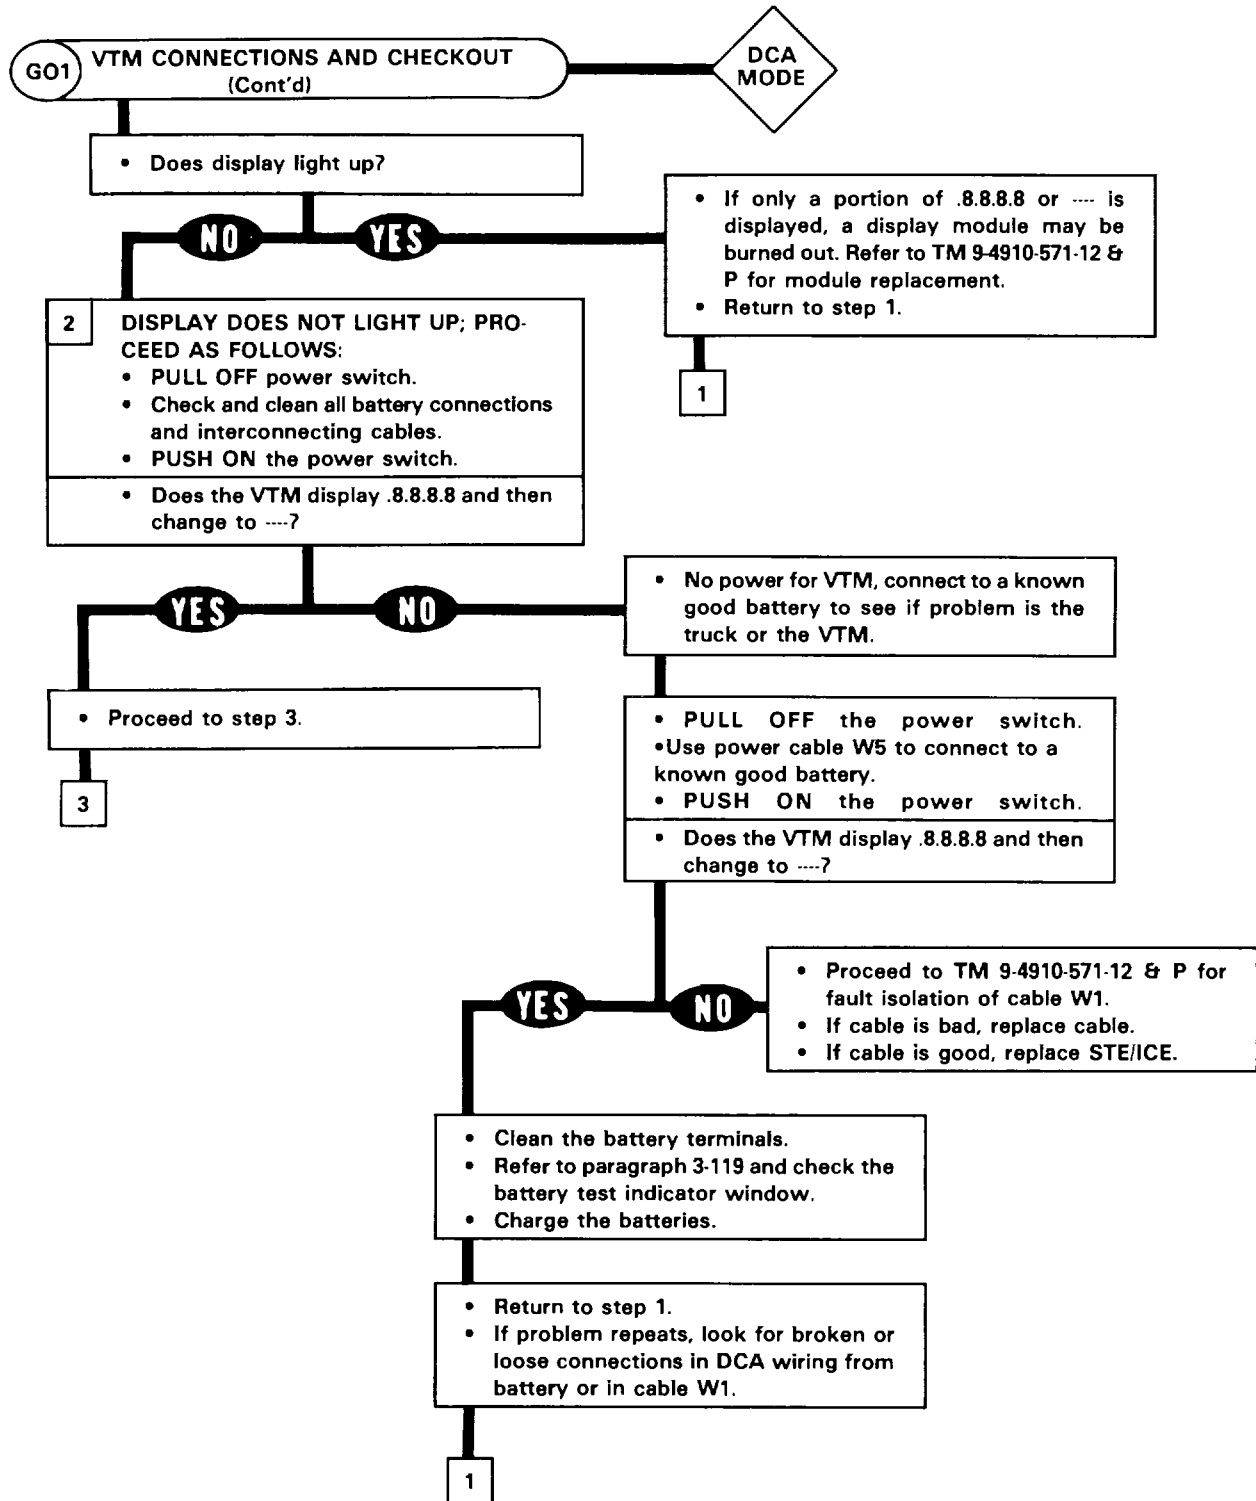 GO1
VTM CONNECTIONS AND CHECKOUT
(Cont'd)
DCA
MODE
• Does display light up?
NO
YES
• If only a portion of .8.8.8.8 or ---- is
displayed, a display module may be
burned out. Refer to TM 9-4910-571-12 &
P for module replacement.
• Return to step 1.
1
2
DISPLAY DOES NOT LIGHT UP; PRO-
CEED AS FOLLOWS:
• PULL OFF power switch.
• Check and clean all battery connections
and interconnecting cables.
• PUSH ON the power switch.
• Does the VTM display .8.8.8.8 and then
change to ----?
YES
NO
• No power for VTM, connect to a known
good battery to see if problem is the
truck or the VTM.
• Proceed to step 3.
3
• PULL OFF the power switch.
•Use power cable W5 to connect to a
known good battery.
• PUSH ON the power switch.
• Does the VTM display .8.8.8.8 and then
change to ----?
YES
NO
• Proceed to TM 9-4910-571-12 & P for
fault isolation of cable W1.
• If cable is bad, replace cable.
• If cable is good, replace STE/ICE.
• Clean the battery terminals.
• Refer to paragraph 3-119 and check the
battery test indicator window.
• Charge the batteries.
• Return to step 1.
• If problem repeats, look for broken or
loose connections in DCA wiring from
battery or in cable W1.
1